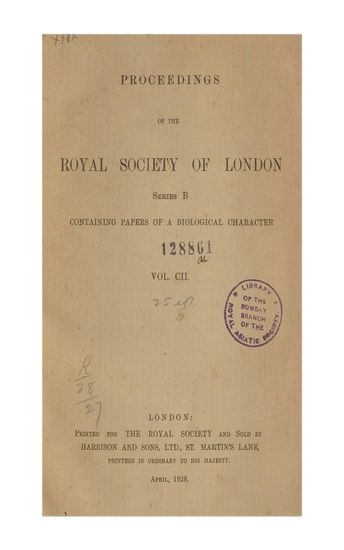 PROCEEDINGS
OF THE
ROYAL SOCIETY OF LONDON
SERIES B
CONTAINING PAPERS OF A BIOLOGICAL CHARACTER
128861
VOL. CII.
LIBRARY
OF THE
BOMBAY
BRANCH
OF THE
ROYAL ASIATIC SOCIETY.
R
28
27
LONDON:
PRINTED FOR THE ROYAL SOCIETY AND SOLD BY
HARRISON AND SONS, LTD., ST. MARTIN'S LANE,
PRINTERS IN ORDINARY TO HIS MAJESTY.
APRIL, 1928.